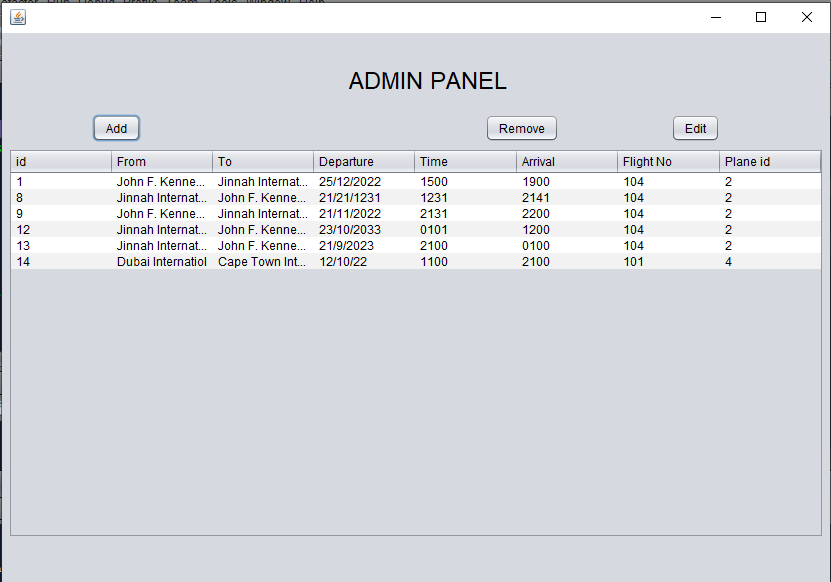 ADMIN PANEL
Add Remove Edit
id From To Departure Time Arrival Flight No Plane id
1 John F. Kenne... Jinnah Internat... 25/12/2022 1500 1900 104 2
8 Jinnah Internat... John F. Kenne... 21/21/1231 1231 2141 104 2
9 John F. Kenne... Jinnah Internat... 21/11/2022 2131 2200 104 2
12 Jinnah Internat... John F. Kenne... 23/10/2033 0101 1200 104 2
13 Jinnah Internat... John F. Kenne... 21/9/2023 2100 0100 104 2
14 Dubai Internatiol Cape Town Int... 12/10/22 1100 2100 101 4